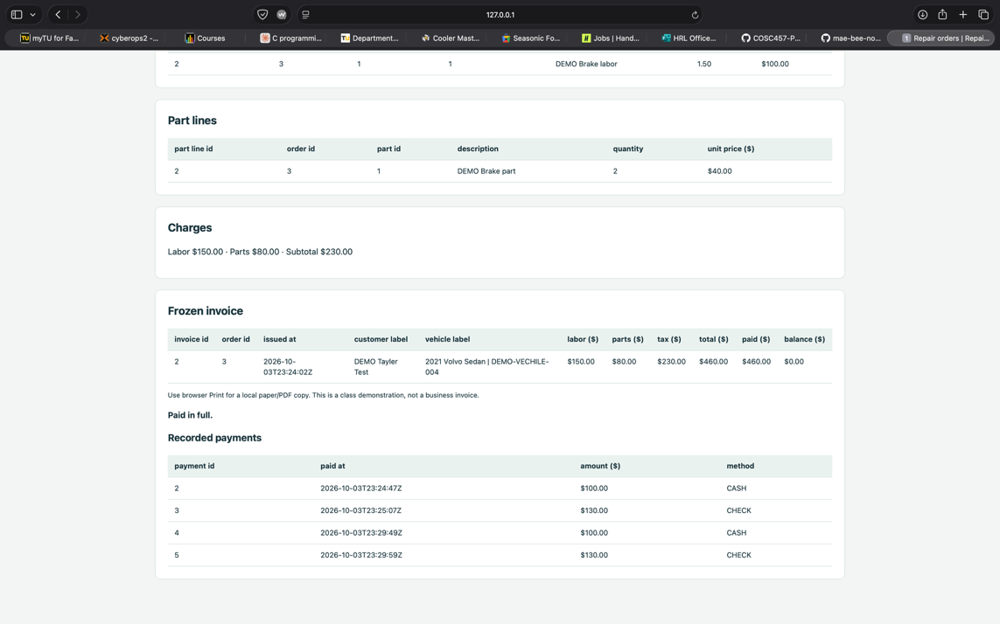 127.0.0.1
TU myTU for Fa... cyberops2 -... Courses C programmi... TU Department... Cooler Mast... Seasonic Fo... H Jobs | Hand... HRL Office... COSC457-P... mae-bee-no... 1 Repair orders | Repai...
2 3 1 1 DEMO Brake labor 1.50 $100.00
Part lines
part line id order id part id description quantity unit price ($)
2 3 1 DEMO Brake part 2 $40.00
Charges
Labor $150.00 · Parts $80.00 · Subtotal $230.00
Frozen invoice
invoice id order id issued at customer label vehicle label labor ($) parts ($) tax ($) total ($) paid ($) balance ($)
2 3 2026-10-03T23:24:02Z DEMO Tayler Test 2021 Volvo Sedan | DEMO-VECHILE-004 $150.00 $80.00 $230.00 $460.00 $460.00 $0.00
Use browser Print for a local paper/PDF copy. This is a class demonstration, not a business invoice.
Paid in full.
Recorded payments
payment id paid at amount ($) method
2 2026-10-03T23:24:47Z $100.00 CASH
3 2026-10-03T23:25:07Z $130.00 CHECK
4 2026-10-03T23:29:49Z $100.00 CASH
5 2026-10-03T23:29:59Z $130.00 CHECK